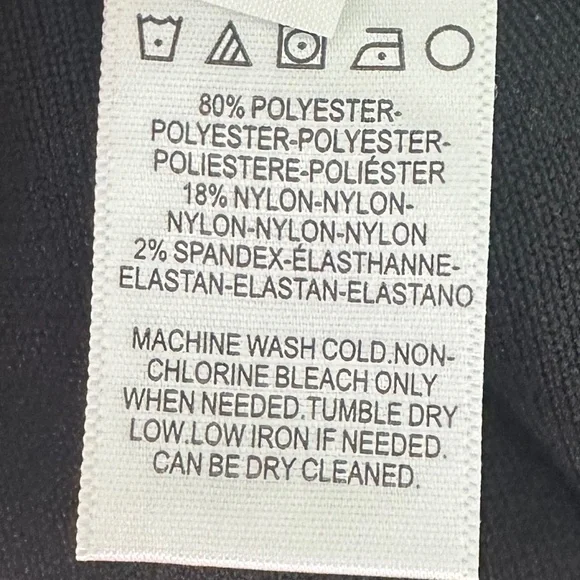 80% POLYESTER-
POLYESTER-POLYESTER-
POLIESTERE-POLIÉSTER
18% NYLON-NYLON-
NYLON-NYLON-NYLON
2% SPANDEX-ÉLASTHANNE-
ELASTAN-ELASTAN-ELASTANO
MACHINE WASH COLD.NON-
CHLORINE BLEACH ONLY
WHEN NEEDED.TUMBLE DRY
LOW.LOW IRON IF NEEDED.
CAN BE DRY CLEANED.